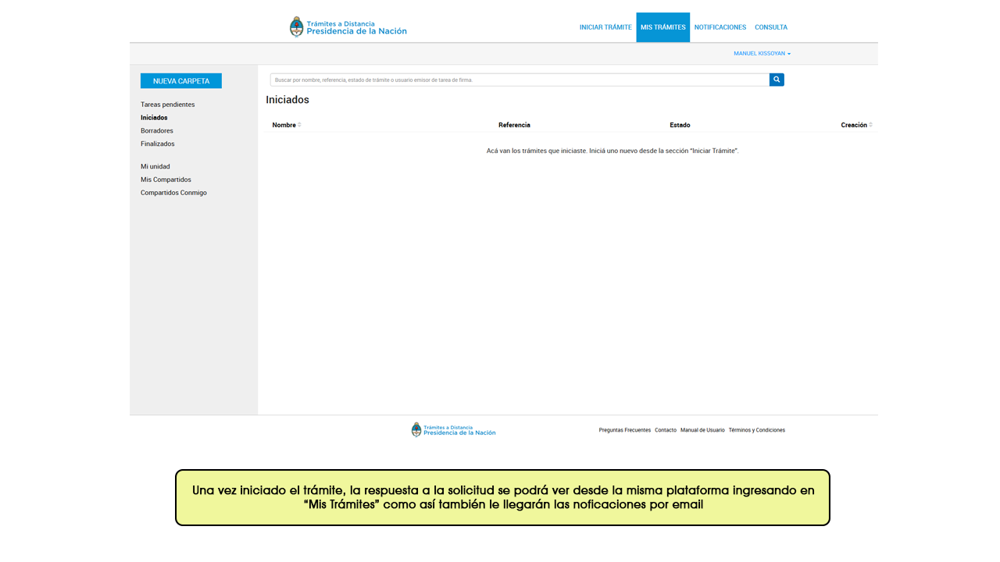 Trámites a Distancia
Presidencia de la Nación
INICIAR TRÁMITE MIS TRÁMITES NOTIFICACIONES CONSULTA
MANUEL KISSOYAN
NUEVA CARPETA
Tareas pendientes
Iniciados
Borradores
Finalizados
Mi unidad
Mis Compartidos
Compartidos Conmigo
Buscar por nombre, referencia, estado de trámite o usuario emisor de tarea de firma.
Iniciados
Nombre Referencia Estado Creación
Acá van los trámites que iniciaste. Iniciá uno nuevo desde la sección “Iniciar Trámite”.
Trámites a Distancia
Presidencia de la Nación
Preguntas Frecuentes Contacto Manual de Usuario Términos y Condiciones
Una vez iniciado el trámite, la respuesta a la solicitud se podrá ver desde la misma plataforma ingresando en
“Mis Trámites” como así también le llegarán las noficaciones por email